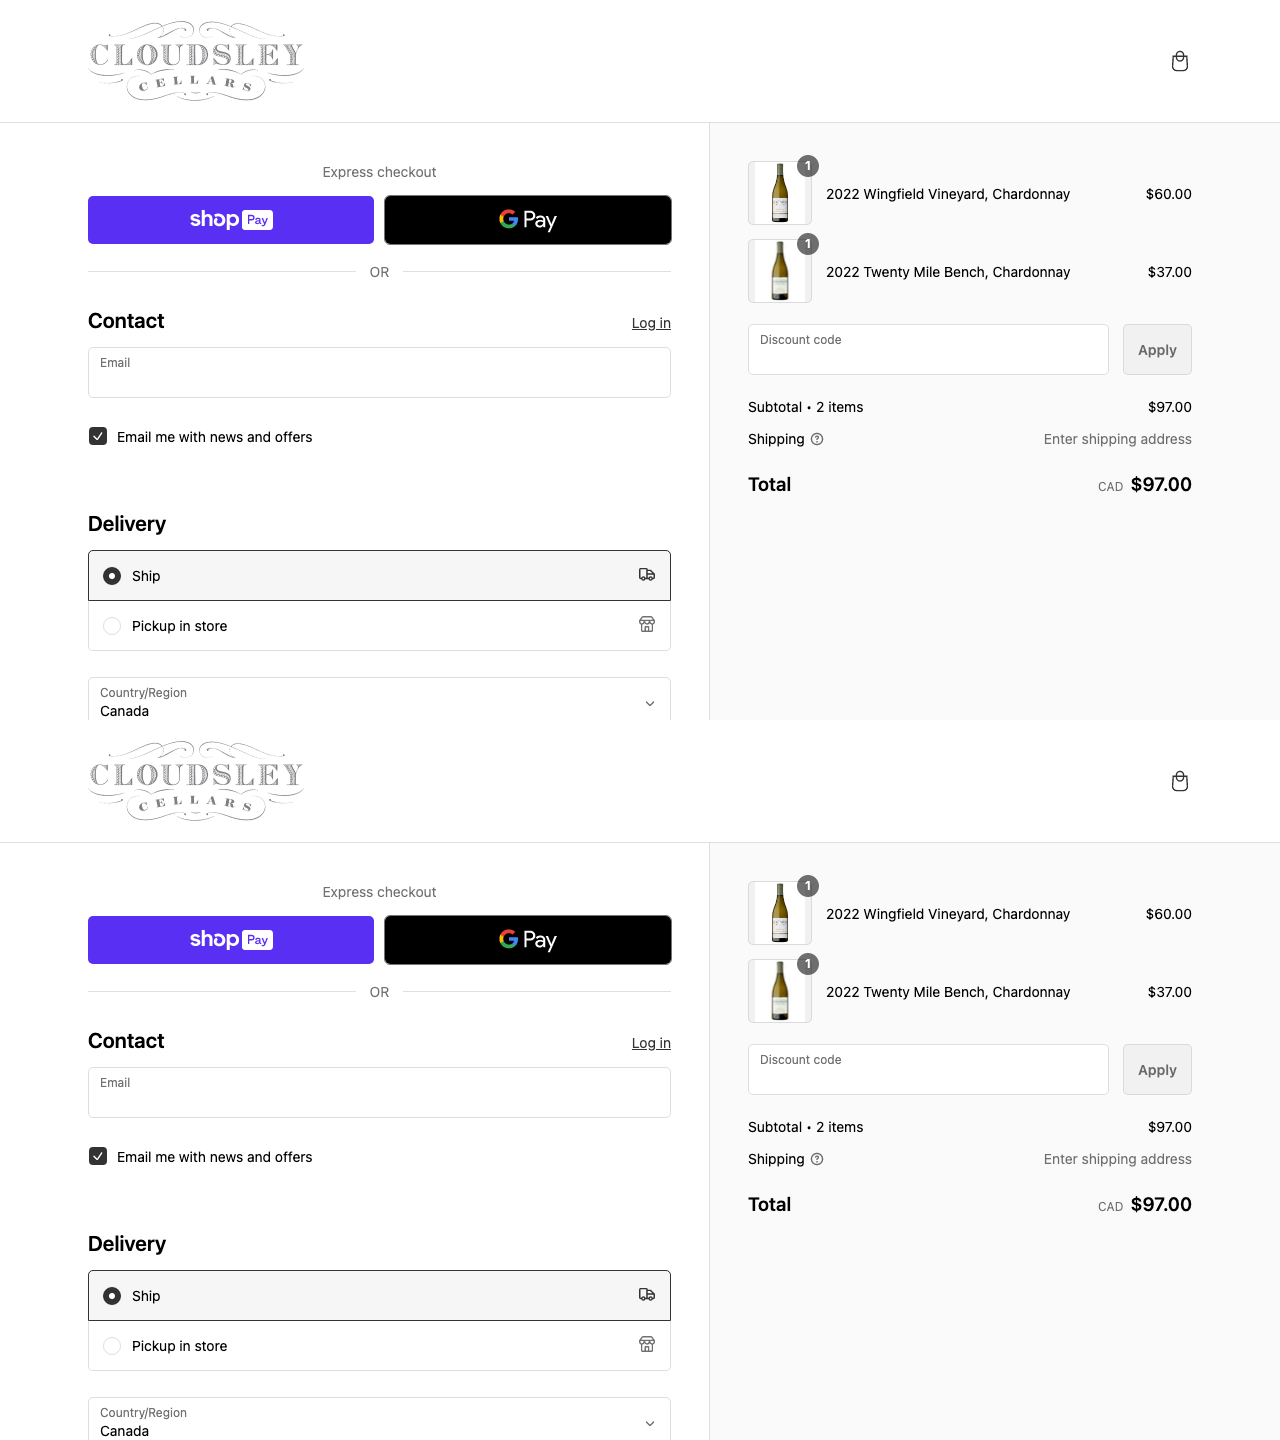 CLOUDSLEY
CELLARS
Express checkout
shop Pay
G Pay
OR
Contact
Log in
Email
Email me with news and offers
Delivery
Ship
Pickup in store
Country/Region
Canada
1
2022 Wingfield Vineyard, Chardonnay
$60.00
1
2022 Twenty Mile Bench, Chardonnay
$37.00
Discount code
Apply
Subtotal • 2 items
$97.00
Shipping
Enter shipping address
Total
CAD $97.00
CLOUDSLEY
CELLARS
Express checkout
shop Pay
G Pay
OR
Contact
Log in
Email
Email me with news and offers
Delivery
Ship
Pickup in store
Country/Region
Canada
1
2022 Wingfield Vineyard, Chardonnay
$60.00
1
2022 Twenty Mile Bench, Chardonnay
$37.00
Discount code
Apply
Subtotal • 2 items
$97.00
Shipping
Enter shipping address
Total
CAD $97.00